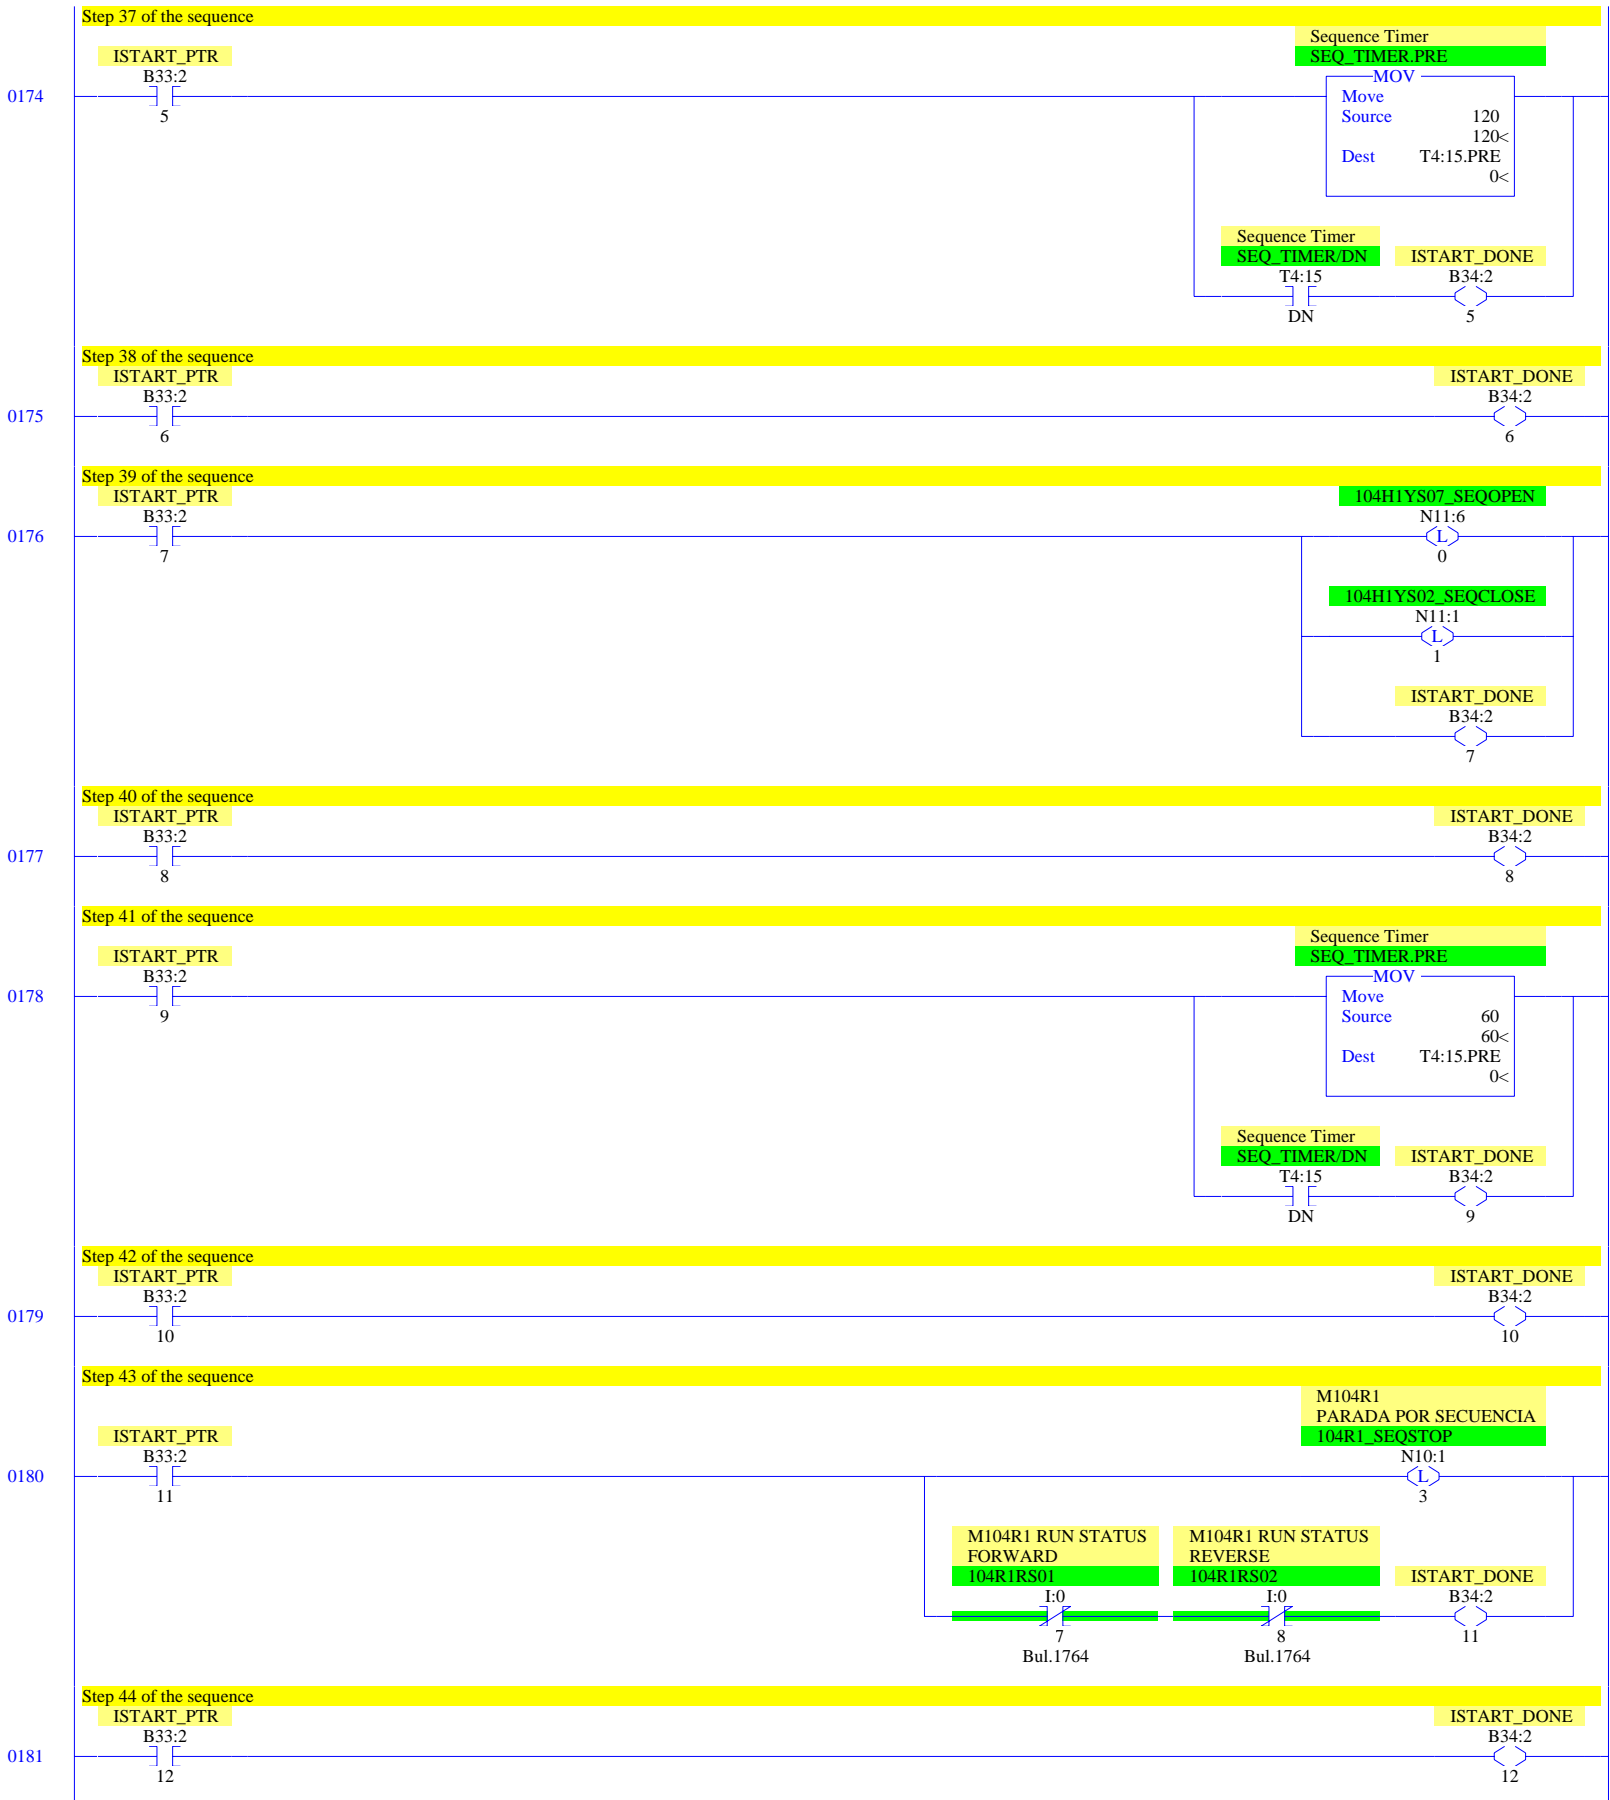 Step 37 of the sequence
Sequence Timer
ISTART_PTR SEQ_TIMER.PRE
B33:2 MOV
0174 Move
5 Source 120
120<
Dest T4:15.PRE
0<
Sequence Timer
SEQ_TIMER/DN ISTART_DONE
T4:15 B34:2
DN 5
Step 38 of the sequence
ISTART_PTR ISTART_DONE
B33:2 B34:2
0175
6 6
Step 39 of the sequence
ISTART_PTR 104H1YS07_SEQOPEN
B33:2 N11:6
0176 L
7 0
104H1YS02_SEQCLOSE
N11:1
L
1
ISTART_DONE
B34:2
7
Step 40 of the sequence
ISTART_PTR ISTART_DONE
B33:2 B34:2
0177
8 8
Step 41 of the sequence
Sequence Timer
ISTART_PTR SEQ_TIMER.PRE
B33:2 MOV
0178 Move
9 Source 60
60<
Dest T4:15.PRE
0<
Sequence Timer
SEQ_TIMER/DN ISTART_DONE
T4:15 B34:2
DN 9
Step 42 of the sequence
ISTART_PTR ISTART_DONE
B33:2 B34:2
0179
10 10
Step 43 of the sequence
M104R1
PARADA POR SECUENCIA
ISTART_PTR 104R1_SEQSTOP
B33:2 N10:1
0180 L
11 3
M104R1 RUN STATUS M104R1 RUN STATUS
FORWARD REVERSE
104R1RS01 104R1RS02 ISTART_DONE
I:0 I:0 B34:2
7 8 11
Bul.1764 Bul.1764
Step 44 of the sequence
ISTART_PTR ISTART_DONE
B33:2 B34:2
0181
12 12